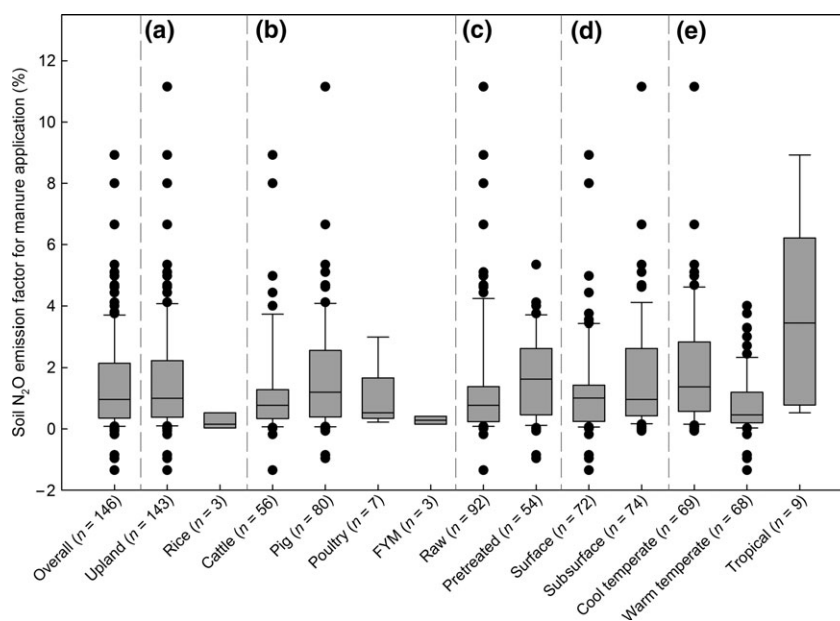 (a) (b) (c) (d) (e)
Soil N₂O emission factor for manure application (%)
12
10
8
6
4
2
0
−2
Overall (n = 146)
Upland (n = 143)
Rice (n = 3)
Cattle (n = 56)
Pig (n = 80)
Poultry (n = 7)
FYM (n = 3)
Raw (n = 92)
Pretreated (n = 54)
Surface (n = 72)
Subsurface (n = 74)
Cool temperate (n = 69)
Warm temperate (n = 68)
Tropical (n = 9)